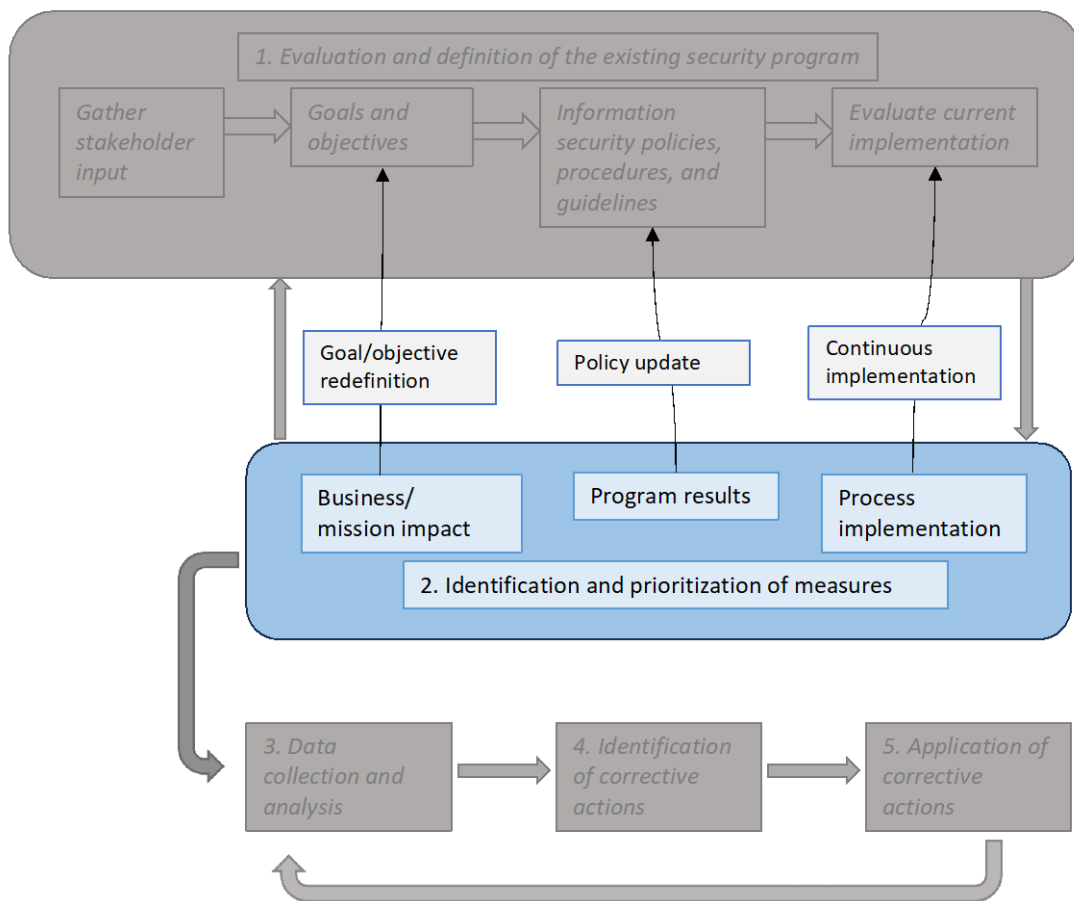 1. Evaluation and definition of the existing security program
Gather
stakeholder
input
Goals and
objectives
Information
security policies,
procedures, and
guidelines
Evaluate current
implementation
Goal/objective
redefinition
Policy update
Continuous
implementation
Business/
mission impact
Program results
Process
implementation
2. Identification and prioritization of measures
3. Data
collection and
analysis
4. Identification
of corrective
actions
5. Application of
corrective
actions